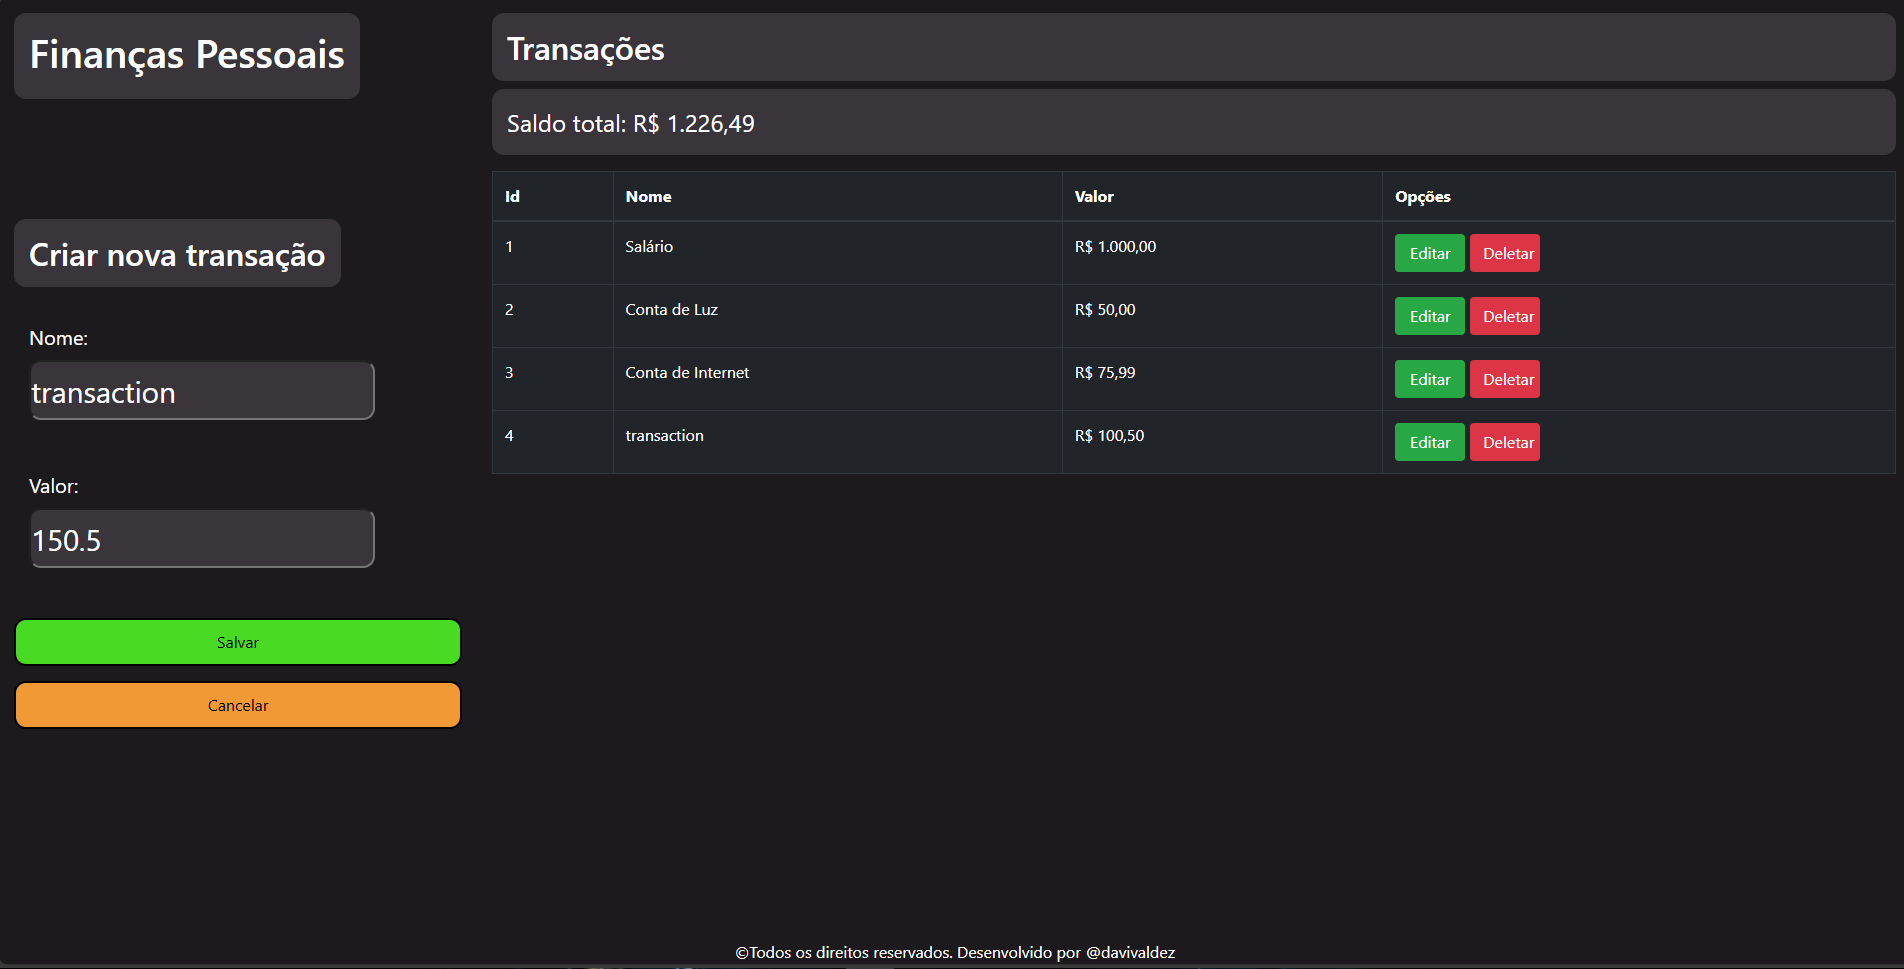 Finanças Pessoais
Criar nova transação
Nome:
transaction
Valor:
150.5
Salvar
Cancelar
Transações
Saldo total: R$ 1.226,49
Id Nome Valor Opções
1 Salário R$ 1.000,00 Editar Deletar
2 Conta de Luz R$ 50,00 Editar Deletar
3 Conta de Internet R$ 75,99 Editar Deletar
4 transaction R$ 100,50 Editar Deletar
©Todos os direitos reservados. Desenvolvido por @davivaldez